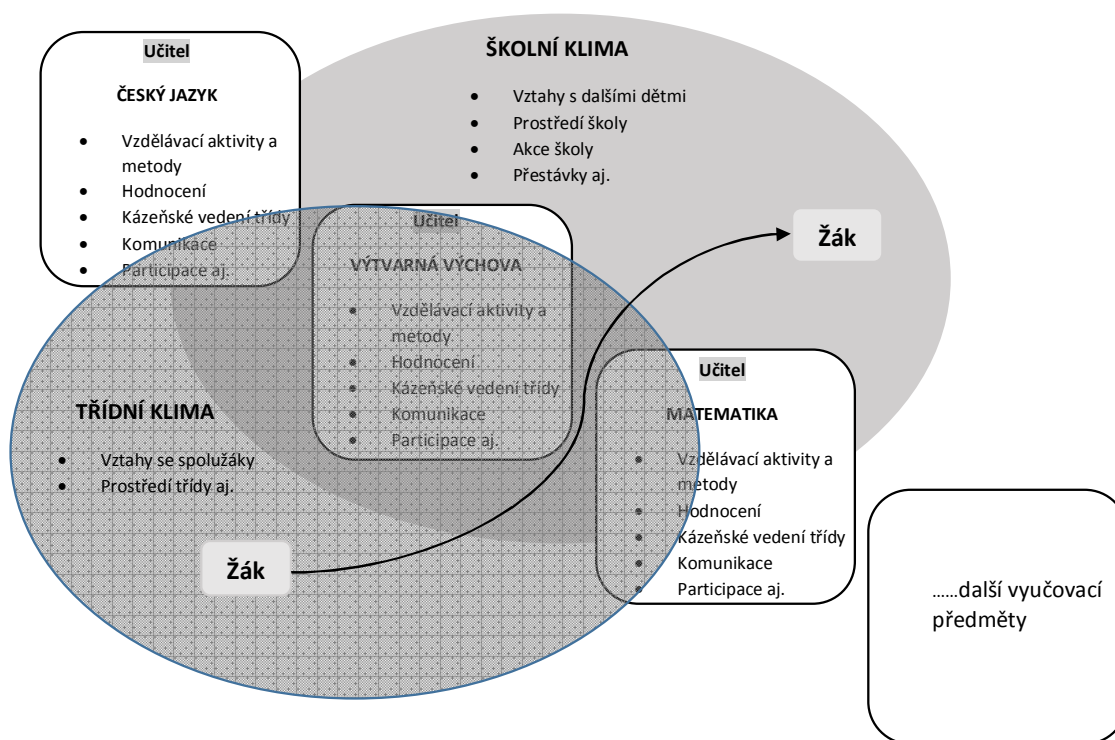 Učitel
ČESKÝ JAZYK
Vzdělávací aktivity a
metody
Hodnocení
Kázeňské vedení třídy
Komunikace
Participace aj.
ŠKOLNÍ KLIMA
Vztahy s dalšími dětmi
Prostředí školy
Akce školy
Přestávky aj.
Žák
Učitel
VÝTVARNÁ VÝCHOVA
Vzdělávací aktivity a
metody
Hodnocení
Kázeňské vedení třídy
Komunikace
Participace aj.
TŘÍDNÍ KLIMA
Vztahy se spolužáky
Prostředí třídy aj.
Žák
Učitel
MATEMATIKA
Vzdělávací aktivity a
metody
Hodnocení
Kázeňské vedení třídy
Komunikace
Participace aj.
......další vyučovací
předměty